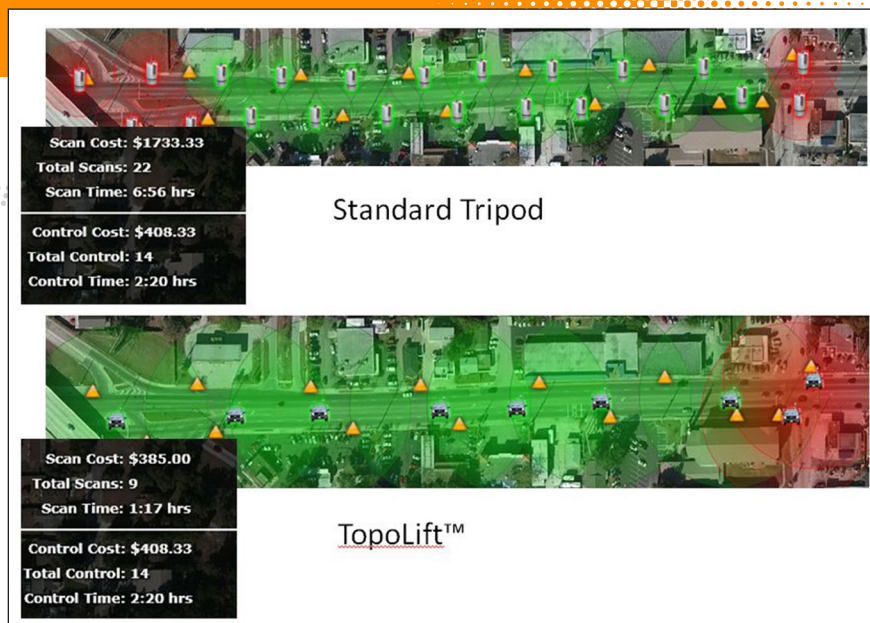 Scan Cost: $1733.33
Total Scans: 22
Scan Time: 6:56 hrs
Control Cost: $408.33
Total Control: 14
Control Time: 2:20 hrs
Standard Tripod
Scan Cost: $385.00
Total Scans: 9
Scan Time: 1:17 hrs
Control Cost: $408.33
Total Control: 14
Control Time: 2:20 hrs
TopoLift™